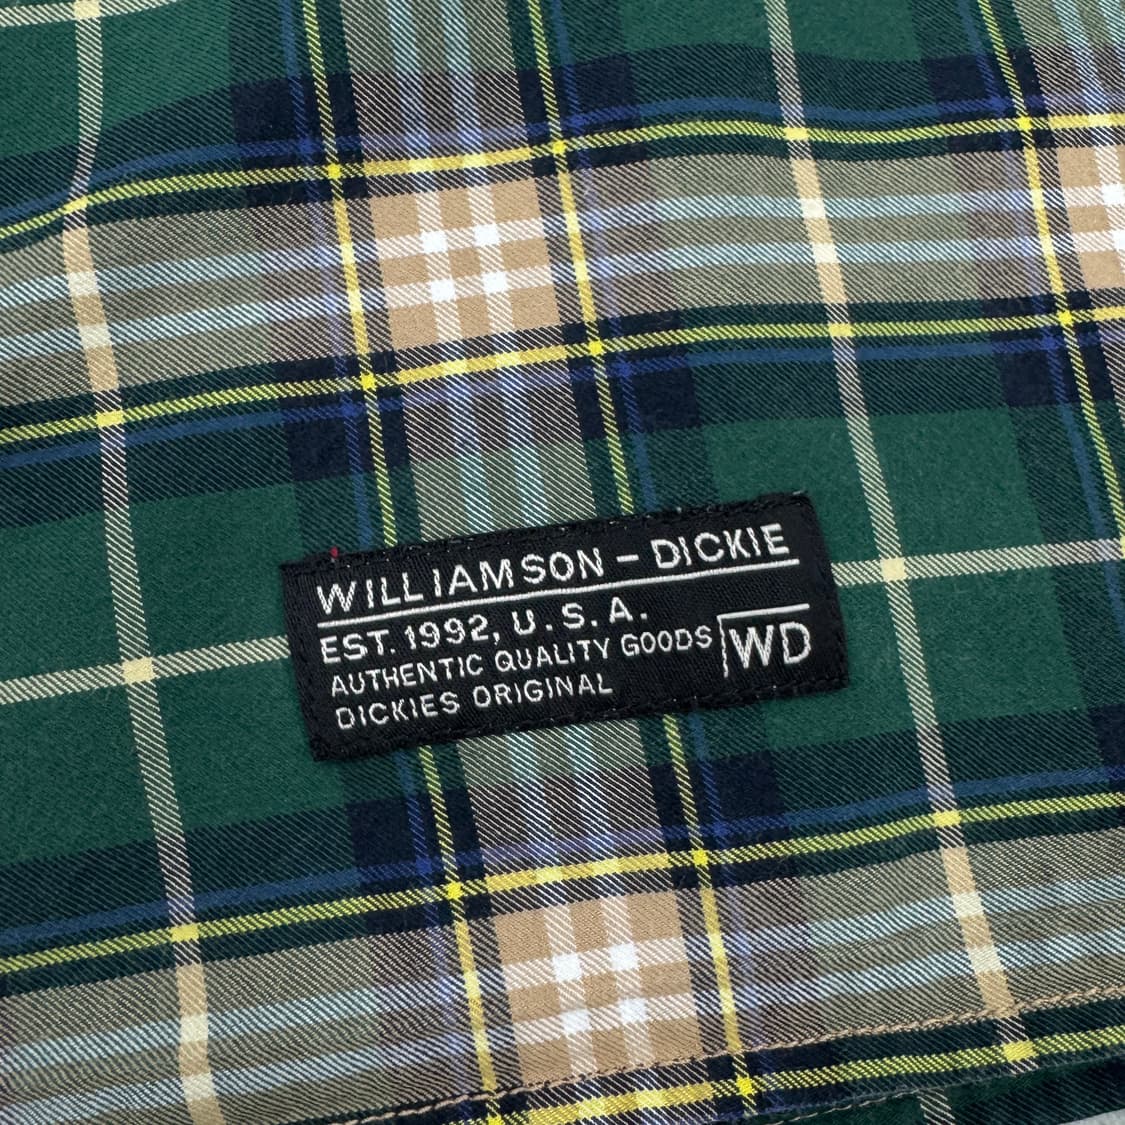 WILLIAMSON - DICKIE
EST. 1992, U.S.A.
AUTHENTIC QUALITY GOODS
DICKIES ORIGINAL
WD